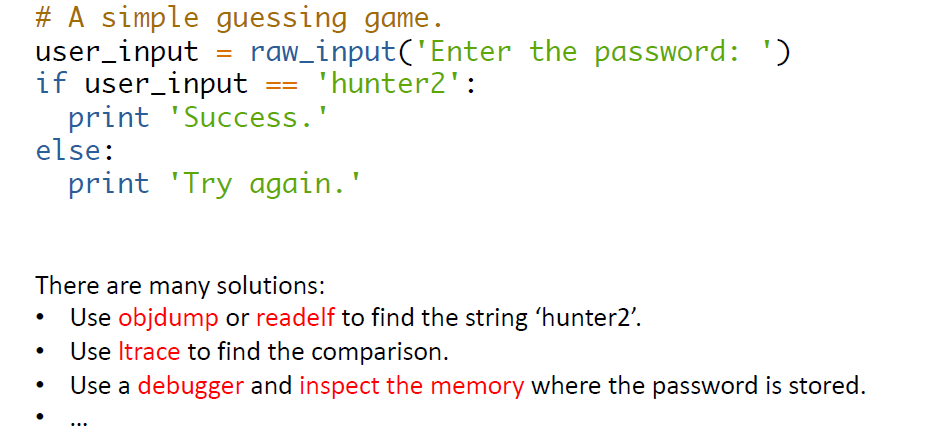 # A simple guessing game.
user_input = raw_input('Enter the password: ')
if user_input == 'hunter2':
  print 'Success.'
else:
  print 'Try again.'
There are many solutions:
• Use objdump or readelf to find the string ‘hunter2’.
• Use ltrace to find the comparison.
• Use a debugger and inspect the memory where the password is stored.
• ...